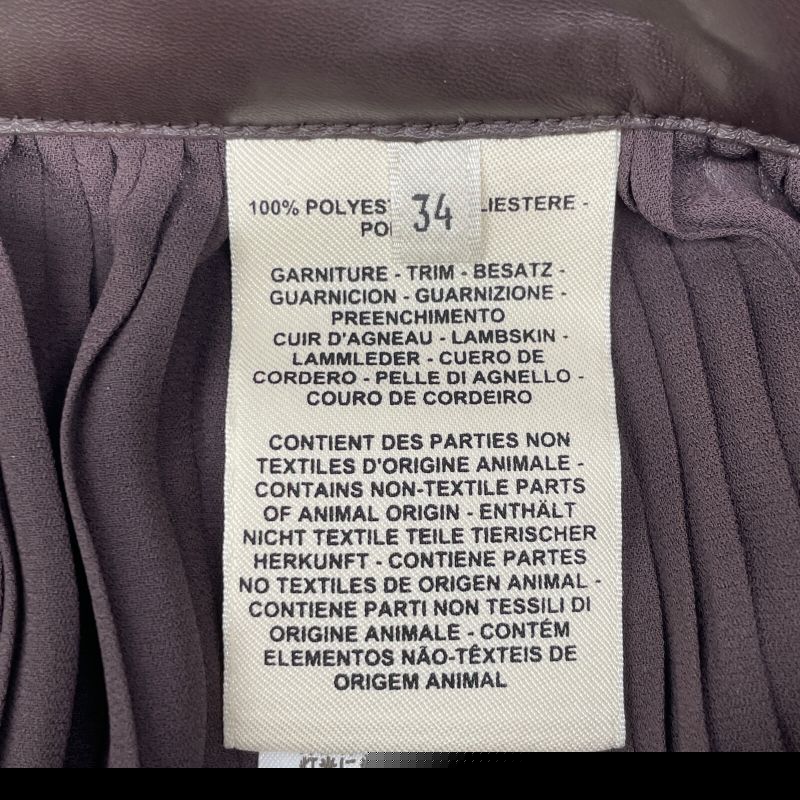 100% POLYES 34 LIESTERE -
PO
GARNITURE - TRIM - BESATZ -
GUARNICION - GUARNIZIONE -
PREENCHIMENTO
CUIR D'AGNEAU - LAMBSKIN -
LAMMLEDER - CUERO DE
CORDERO - PELLE DI AGNELLO -
COURO DE CORDEIRO
CONTIENT DES PARTIES NON
TEXTILES D'ORIGINE ANIMALE -
CONTAINS NON-TEXTILE PARTS
OF ANIMAL ORIGIN - ENTHÄLT
NICHT TEXTILE TEILE TIERISCHER
HERKUNFT - CONTIENE PARTES
NO TEXTILES DE ORIGEN ANIMAL -
CONTIENE PARTI NON TESSILI DI
ORIGINE ANIMALE - CONTÉM
ELEMENTOS NÃO-TÊXTEIS DE
ORIGEM ANIMAL